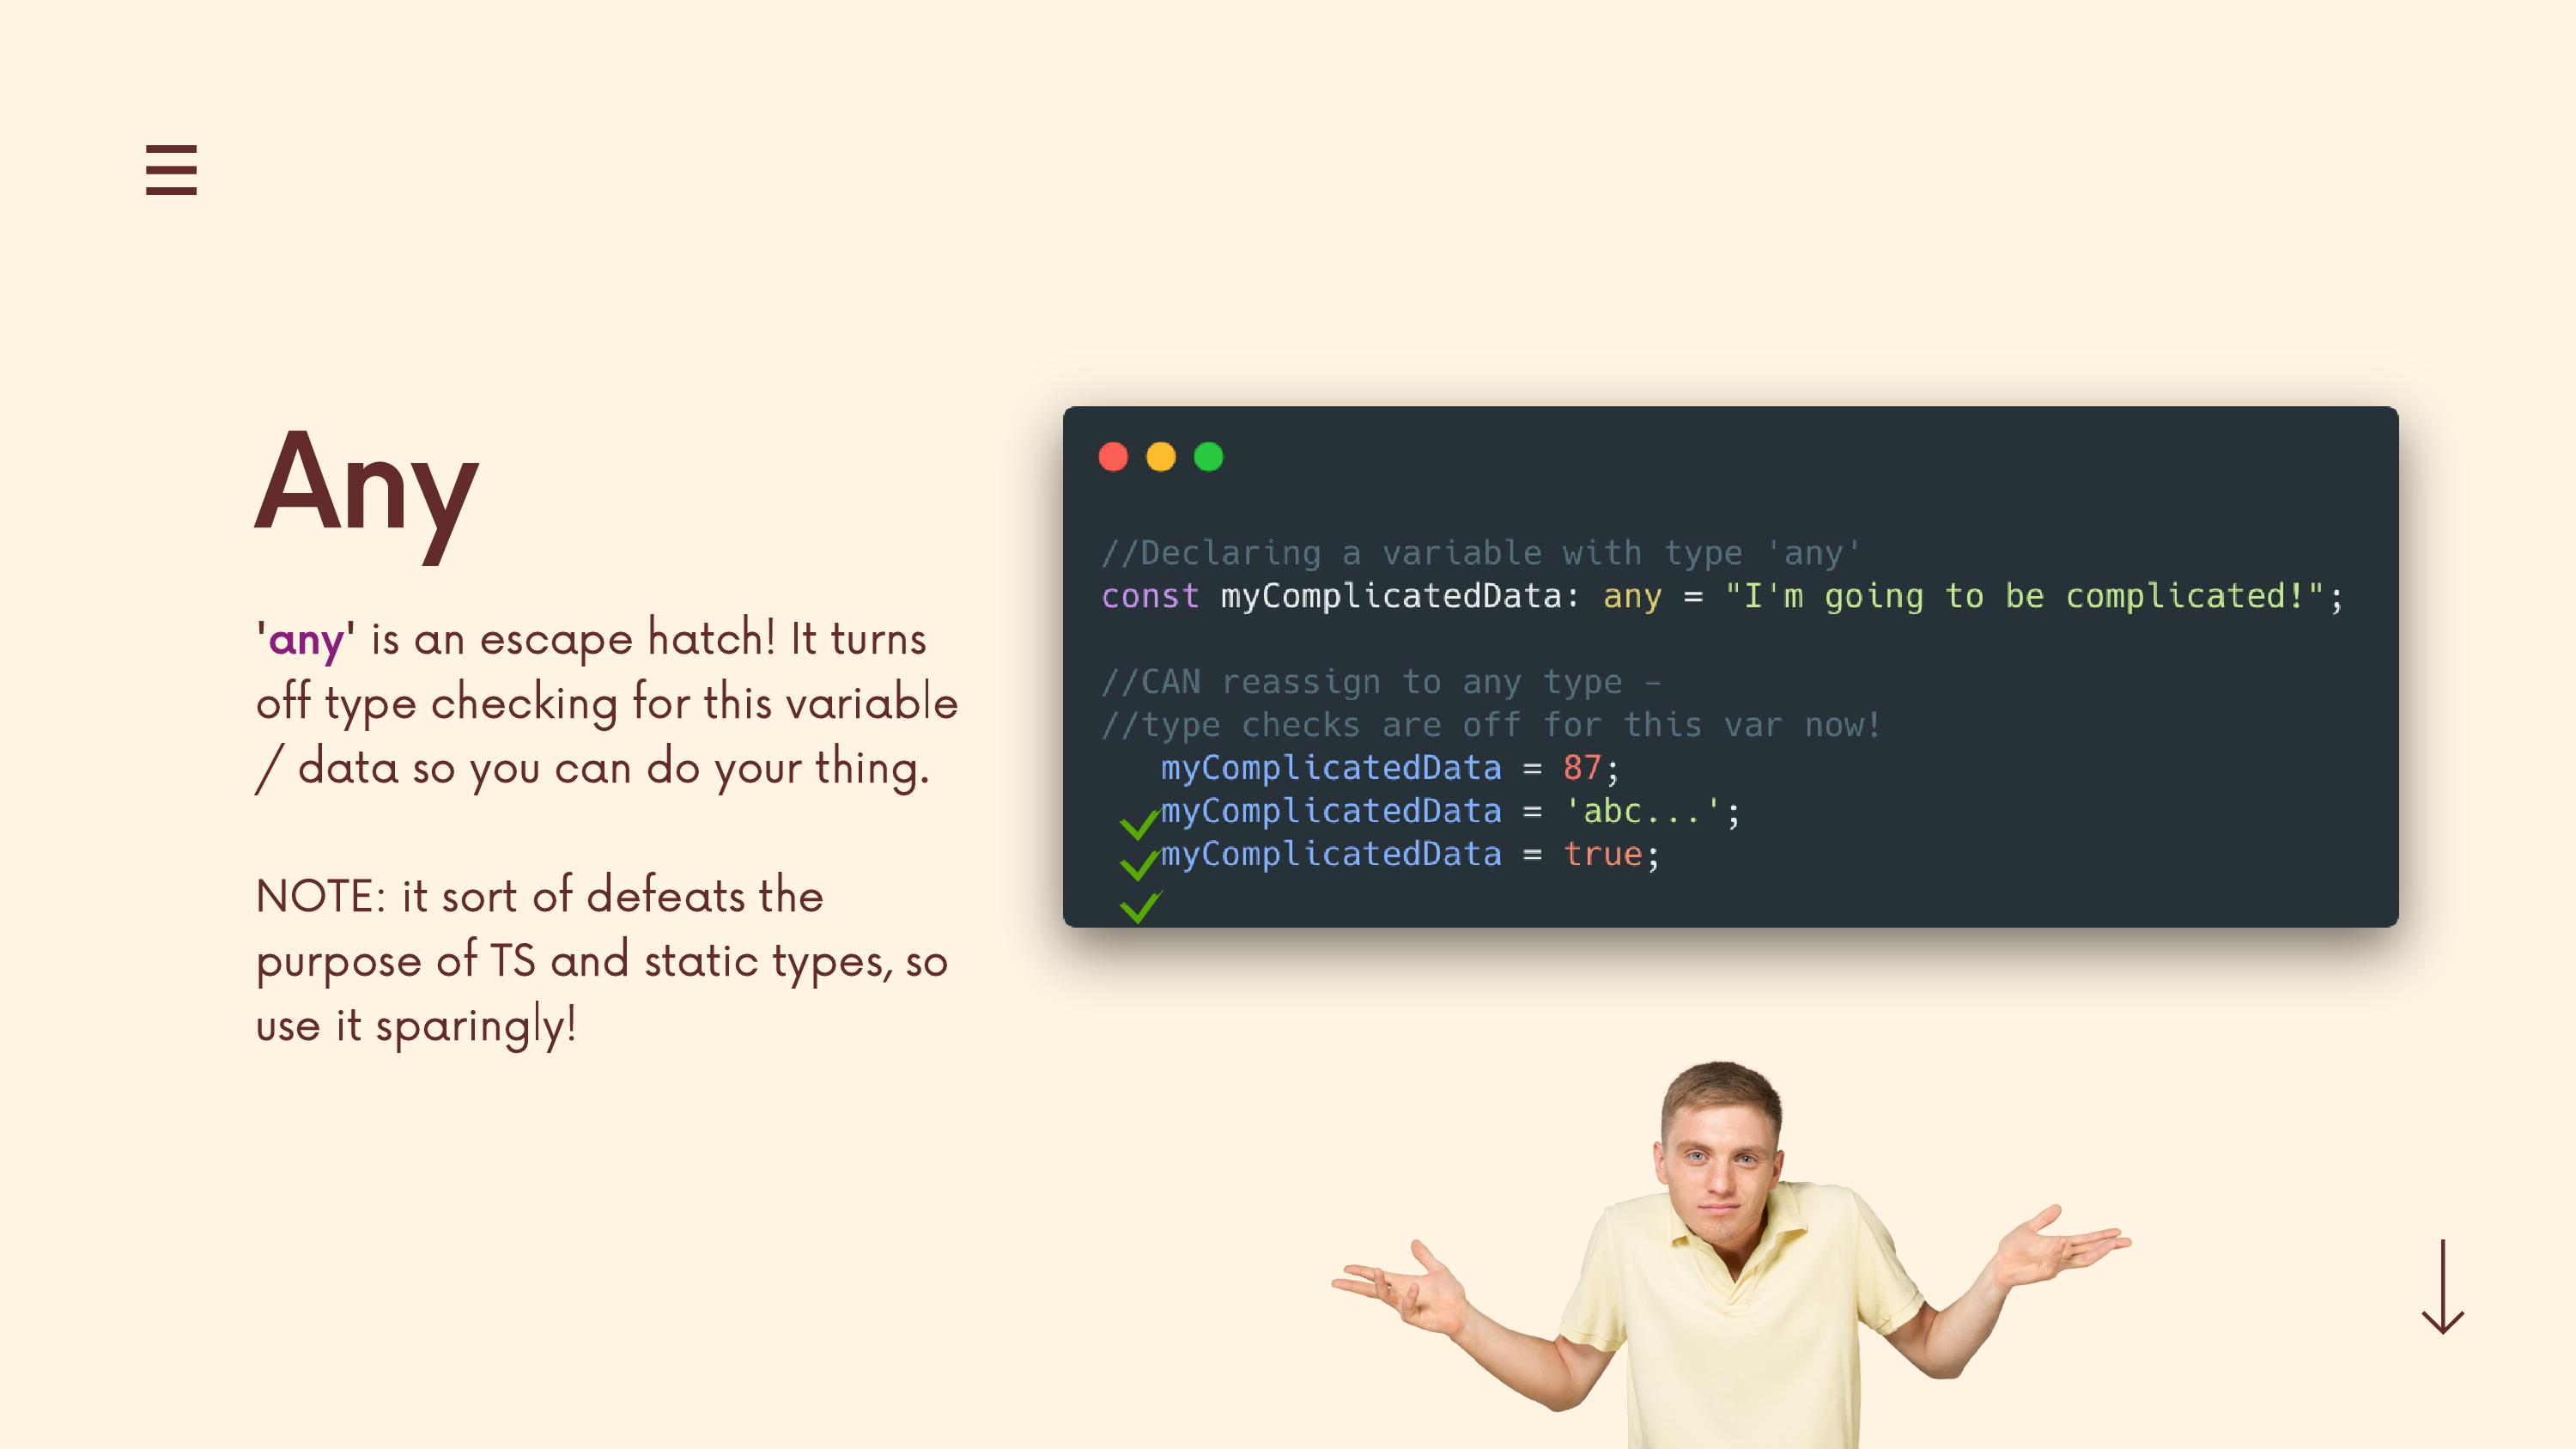 Any
'any' is an escape hatch! It turns
off type checking for this variable
/ data so you can do your thing.
NOTE: it sort of defeats the
purpose of TS and static types, so
use it sparingly!
//Declaring a variable with type 'any'
const myComplicatedData: any = "I'm going to be complicated!";
//CAN reassign to any type –
//type checks are off for this var now!
myComplicatedData = 87;
myComplicatedData = 'abc...';
myComplicatedData = true;